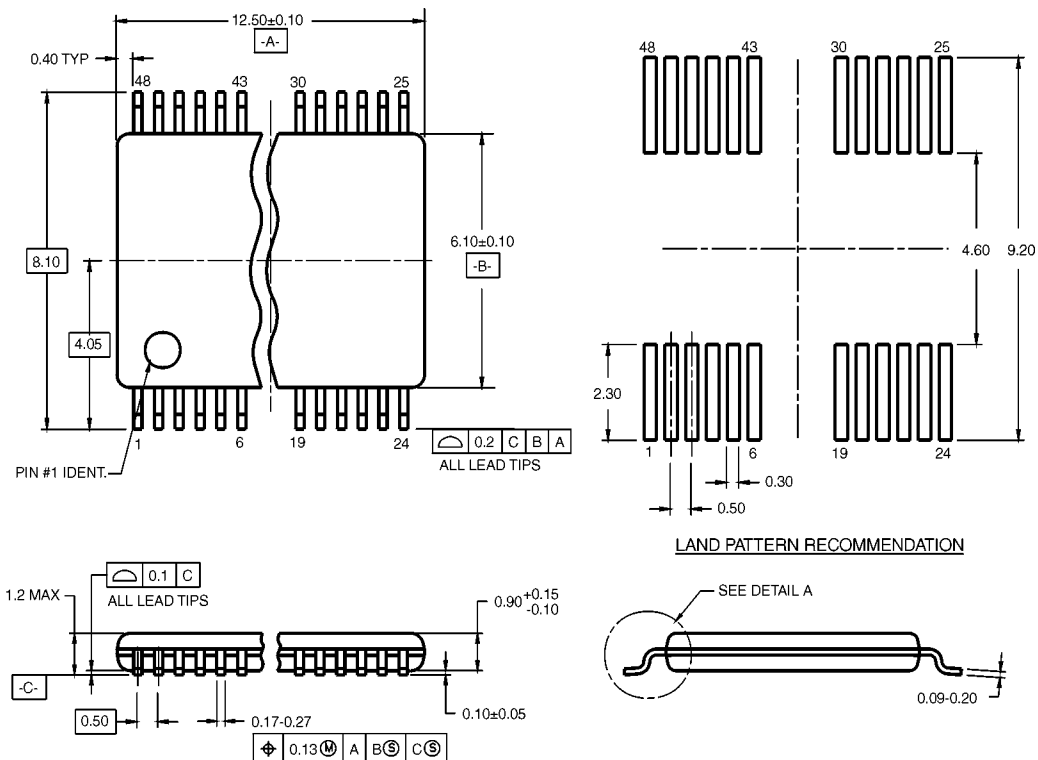 12.50±0.10
-A-
0.40 TYP
48 43 30 25
8.10
4.05
6.10±0.10
-B-
1 6 19 24
PIN #1 IDENT.
0.2 C B A
ALL LEAD TIPS
48 43 30 25
4.60
9.20
2.30
1 6 19 24
0.30
0.50
LAND PATTERN RECOMMENDATION
0.1 C
ALL LEAD TIPS
1.2 MAX
0.90 +0.15 -0.10
-C-
0.50
0.17-0.27
0.10±0.05
0.13 Ⓜ A B Ⓢ C Ⓢ
SEE DETAIL A
0.09-0.20